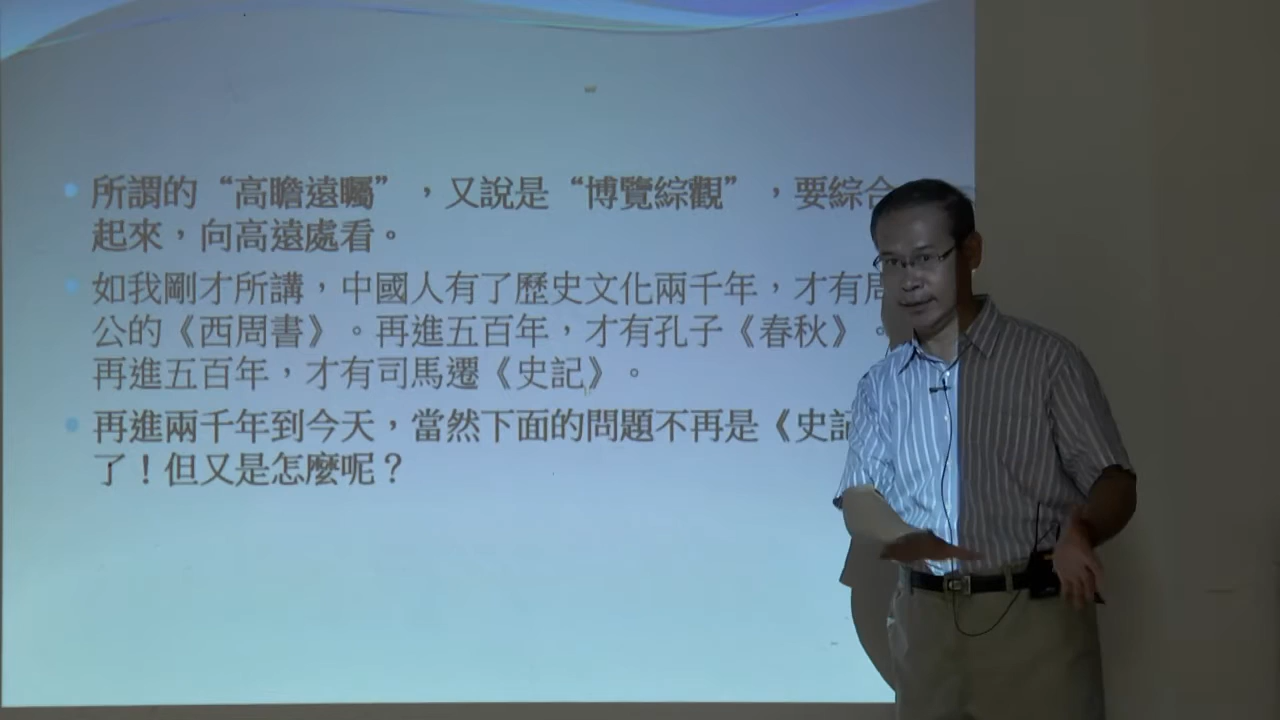 所謂的“高瞻遠矚”，又說是“博覽綜觀”，要綜合
起來，向高遠處看。
如我剛才所講，中國人有了歷史文化兩千年，才有周
公的《西周書》。再進五百年，才有孔子《春秋》。
再進五百年，才有司馬遷《史記》。
再進兩千年到今天，當然下面的問題不再是《史記
了！但又是怎麼呢？